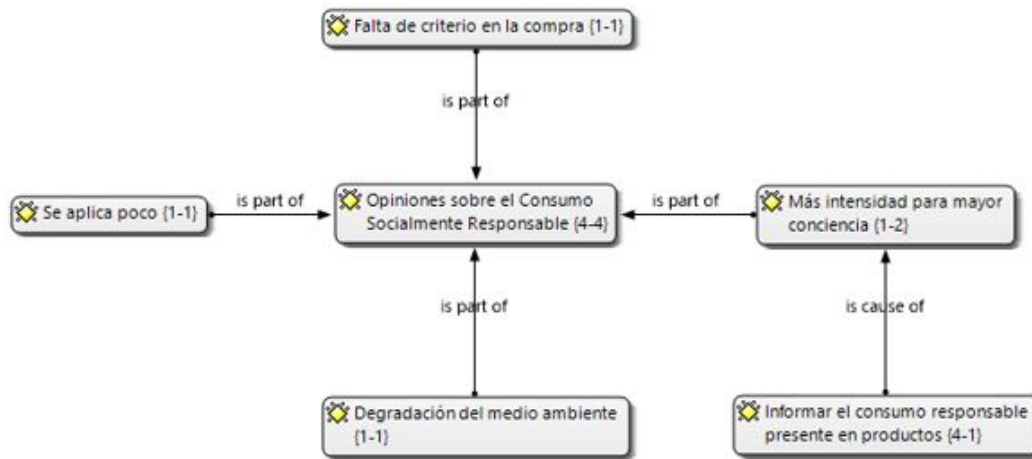 Falta de criterio en la compra {1-1}
is part of
Se aplica poco {1-1}
is part of
Opiniones sobre el Consumo
Socialmente Responsable {4-4}
is part of
Más intensidad para mayor
conciencia {1-2}
is part of
is cause of
Degradación del medio ambiente
{1-1}
Informar el consumo responsable
presente en productos {4-1}